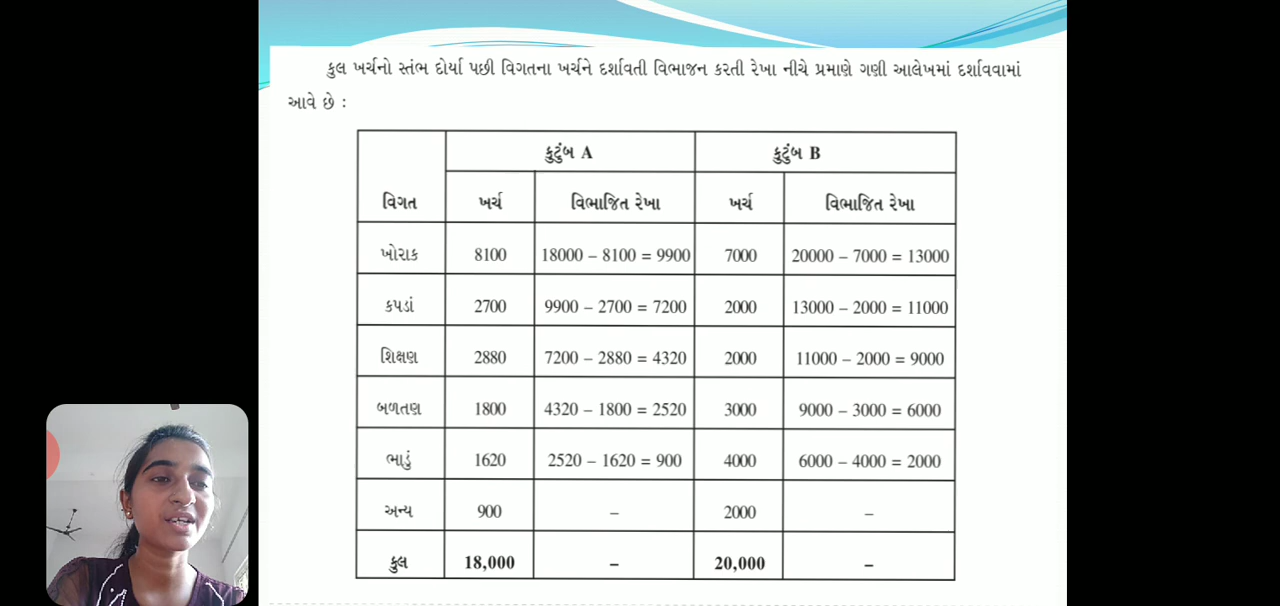 કુલ ખર્ચનો સ્તંભ દોર્યા પછી વિગતના ખર્ચને દર્શાવતી વિભાજન કરતી રેખા નીચે પ્રમાણે ગણી આલેખમાં દર્શાવવામાં
આવે છે :
કુટુંબ A કુટુંબ B
વિગત ખર્ચ વિભાજિત રેખા ખર્ચ વિભાજિત રેખા
ખોરાક 8100 18000 – 8100 = 9900 7000 20000 – 7000 = 13000
કપડાં 2700 9900 – 2700 = 7200 2000 13000 – 2000 = 11000
શિક્ષણ 2880 7200 – 2880 = 4320 2000 11000 – 2000 = 9000
બળતણ 1800 4320 – 1800 = 2520 3000 9000 – 3000 = 6000
ભાડું 1620 2520 – 1620 = 900 4000 6000 – 4000 = 2000
અન્ય 900 – 2000 –
કુલ 18,000 – 20,000 –